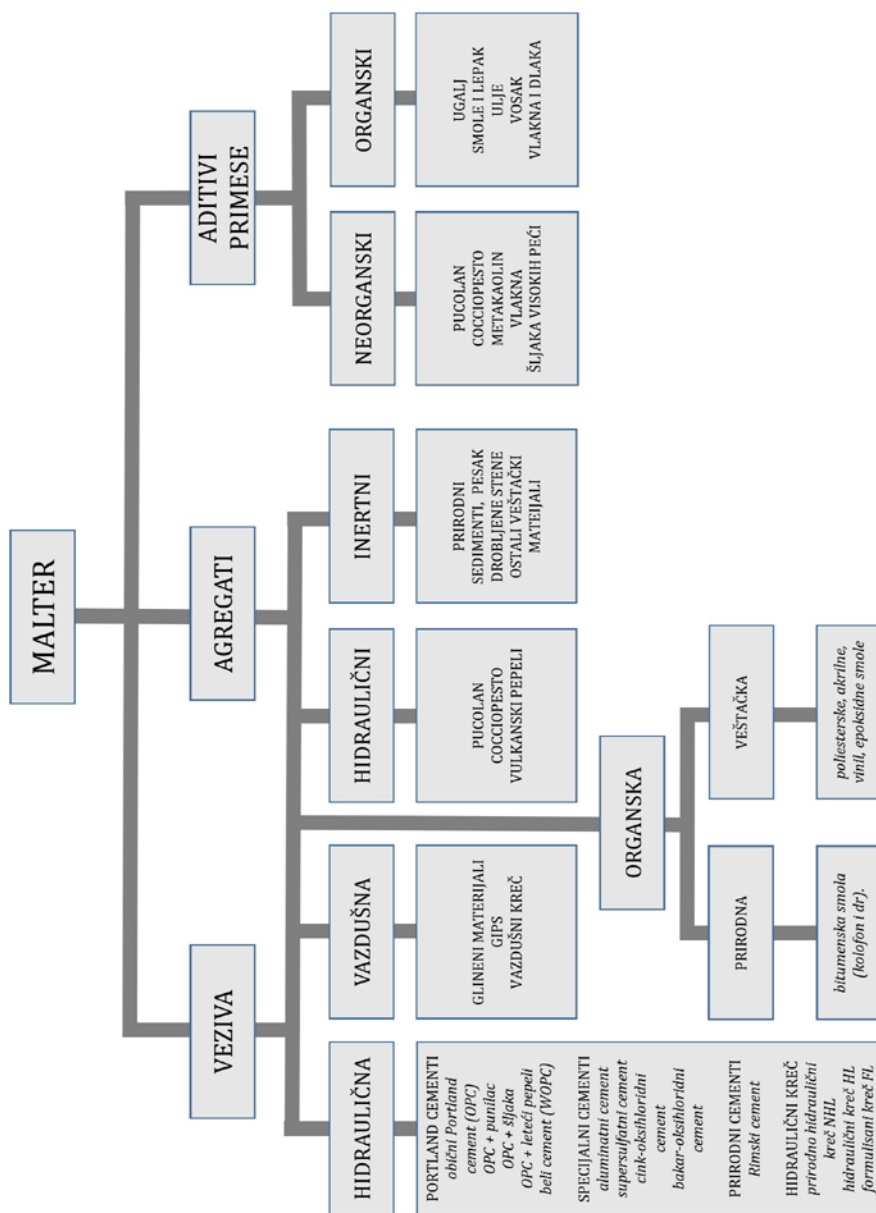 MALTER
VEZIVA
AGREGATI
ADITIVI
PRIMESE
HIDRAULIČNA
VAZDUŠNA
HIDRAULIČNI
INERTNI
NEORGANSKI
ORGANSKI
PORTLAND CEMENTI
obični Portland
cement (OPC)
OPC + punilac
OPC + šljaka
OPC + leteći pepeli
beli cement (WOPC)
SPECIJALNI CEMENTI
aluminatni cement
supersulfatni cement
cink-oksihloridni
cement
bakar-oksihloridni
cement
PRIRODNI CEMENTI
Rimski cement
HIDRAULIČNI KREČ
prirodno hidraulični
kreč NHL
hidraulični kreč HL
formulisani kreč FL
GLINENI MATERIJALI
GIPS
VAZDUŠNI KREČ
PUCOLAN
COCCIOPESTO
VULKANSKI PEPELI
PRIRODNI
SEDIMENTI, PESAK
DROBLJENE STENE
OSTALI VEŠTAČKI
MATEIJALI
PUCOLAN
COCCIOPESTO
METAKAOLIN
VLAKNA
ŠLJAKA VISOKIH PEĆI
UGALJ
SMOLE I LEPAK
ULJE
VOSAK
VLAKNA I DLAKA
ORGANSKA
PRIRODNA
VEŠTAČKA
bitumenska smola
(kolofon i dr).
poliesterske, akrilne,
vinil, epoksidne smole